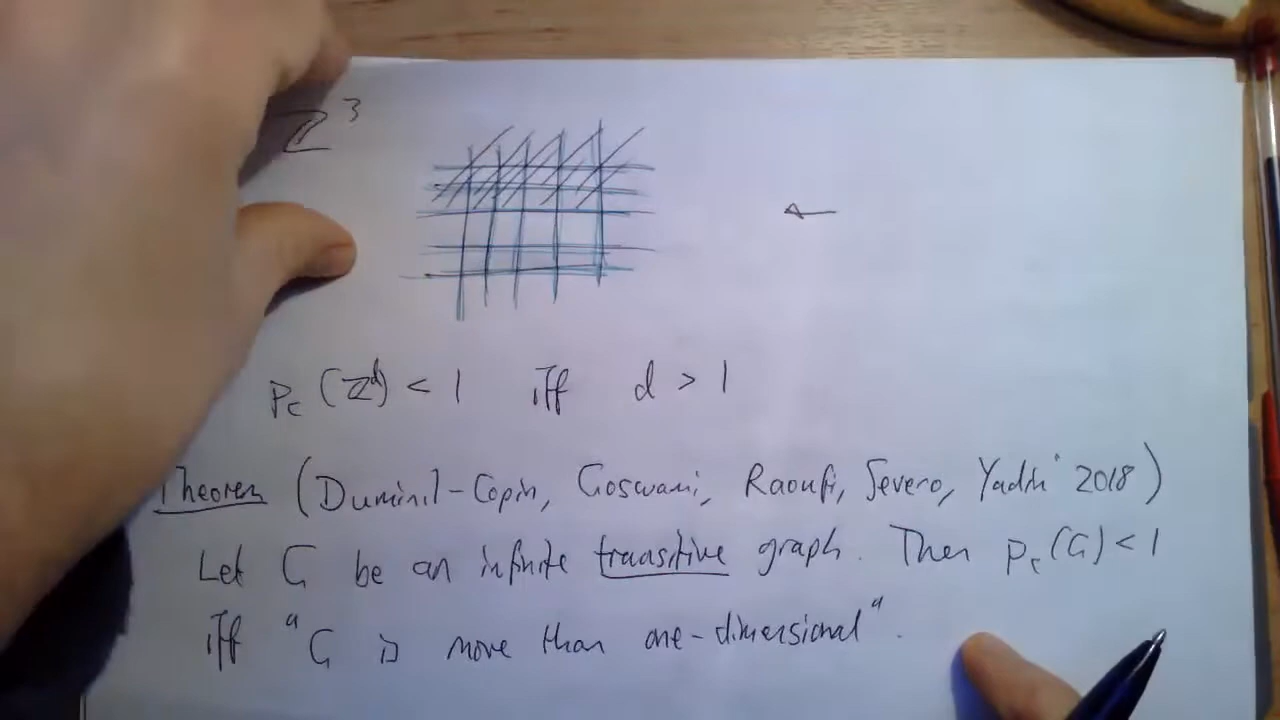 ℤ³
p_c (ℤ^d) < 1 iff d > 1
Theorem (Duminil-Copin, Goswami, Raoufi, Severo, Yadin 2018)
Let G be an infinite transitive graph. Then p_c(G) < 1
iff "G is more than one-dimensional".